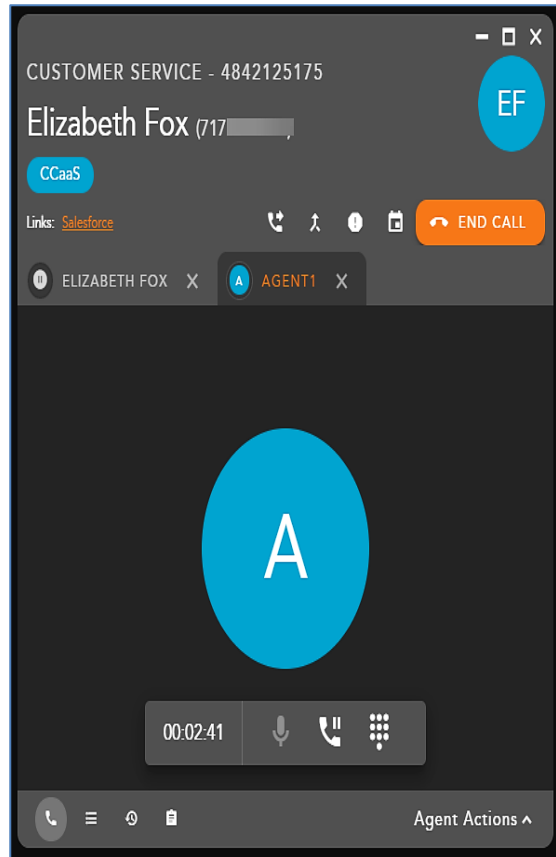 CUSTOMER SERVICE - 4842125175
EF
Elizabeth Fox (717
CCaaS
Links: Salesforce
END CALL
ELIZABETH FOX X
A AGENT1 X
A
00:02:41
Agent Actions